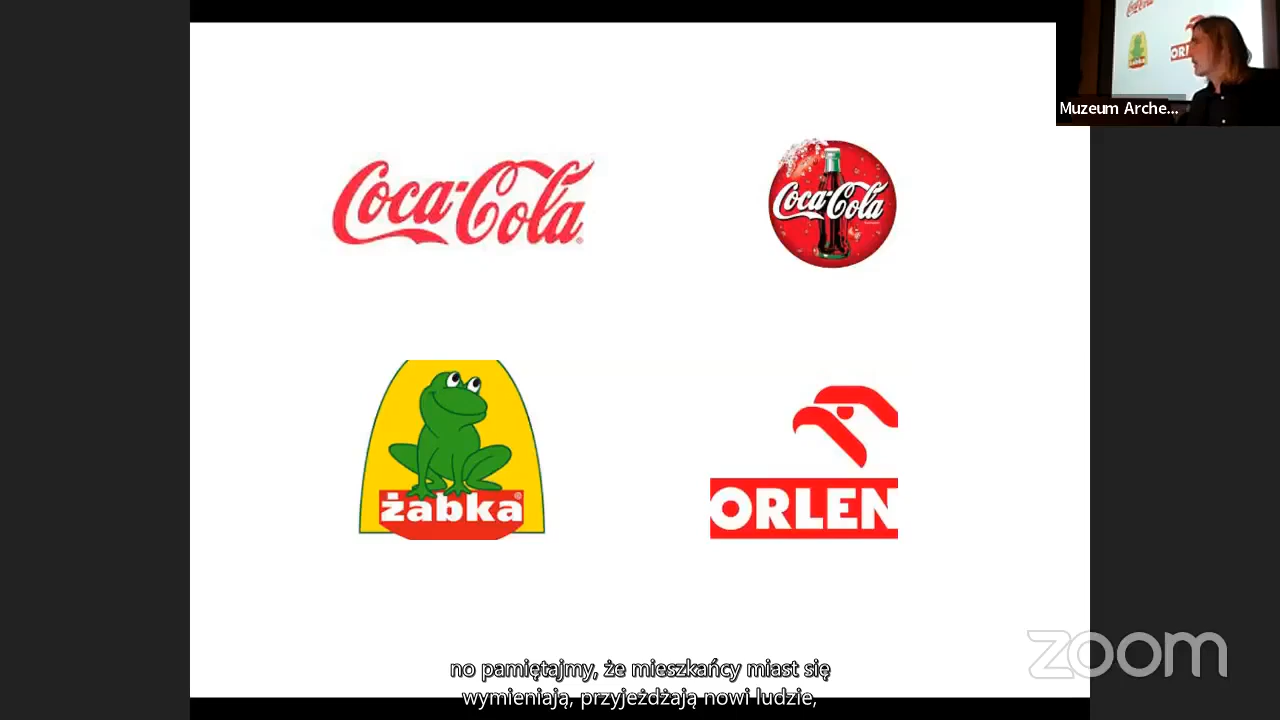 Coca-Cola
Coca-Cola
żabka
ORLEN
Muzeum Arche...
zoom
no pamiętajmy, że mieszkańcy miast się
wymieniają, przyjeżdżają nowi ludzie,